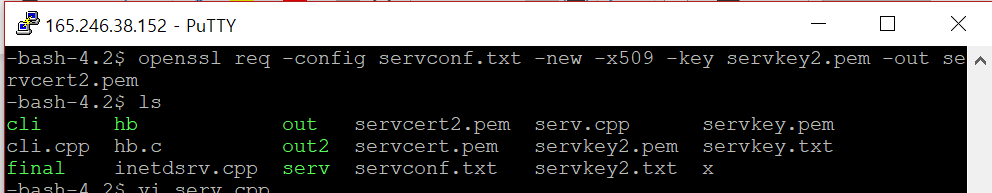 165.246.38.152 - PuTTY
-bash-4.2$ openssl req -config servconf.txt -new -x509 -key servkey2.pem -out se
rvcert2.pem
-bash-4.2$ ls
cli hb out servcert2.pem serv.cpp servkey.pem
cli.cpp hb.c out2 servcert.pem servkey2.pem servkey.txt
final inetdsrv.cpp serv servconf.txt servkey2.txt x
-bash-4.2$ vi serv.cpp